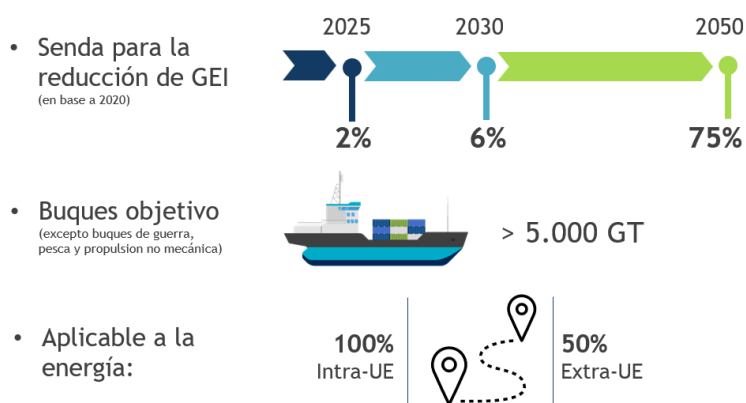 2025 2030 2050
• Senda para la
reducción de GEI
(en base a 2020)
2% 6% 75%
• Buques objetivo
(excepto buques de guerra,
pesca y propulsion no mecánica)
> 5.000 GT
• Aplicable a la
energía:
100%
Intra-UE
50%
Extra-UE